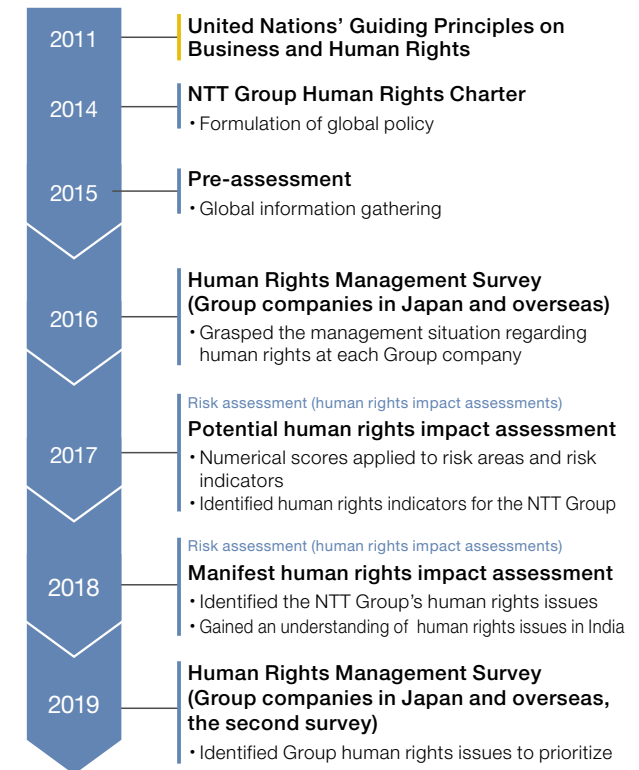 2011
United Nations’ Guiding Principles on
Business and Human Rights
2014
NTT Group Human Rights Charter
・Formulation of global policy
2015
Pre-assessment
・Global information gathering
2016
Human Rights Management Survey
(Group companies in Japan and overseas)
・Grasped the management situation regarding
human rights at each Group company
2017
Risk assessment (human rights impact assessments)
Potential human rights impact assessment
・Numerical scores applied to risk areas and risk
indicators
・Identified human rights indicators for the NTT Group
2018
Risk assessment (human rights impact assessments)
Manifest human rights impact assessment
・Identified the NTT Group’s human rights issues
・Gained an understanding of human rights issues in India
2019
Human Rights Management Survey
(Group companies in Japan and overseas,
the second survey)
・Identified Group human rights issues to prioritize